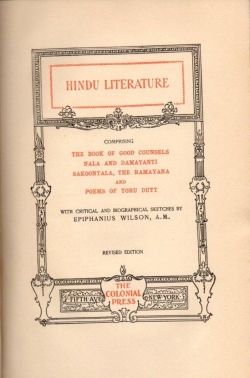 HINDU LITERATURE
COMPRISING
THE BOOK OF GOOD COUNSELS
NALA AND DAMAYANTI
SAKOONTALA, THE RAMAYANA
AND
POEMS OF TORU DUTT
WITH CRITICAL AND BIOGRAPHICAL SKETCHES BY
EPIPHANIUS WILSON, A.M.
REVISED EDITION
THE
COLONIAL
PRESS
FIFTH AVE NEW YORK